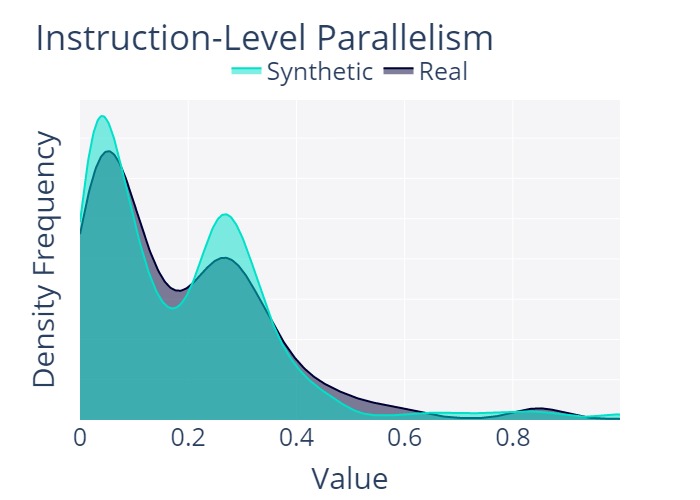 Instruction-Level Parallelism
Synthetic Real
Density Frequency
0 0.2 0.4 0.6 0.8
Value